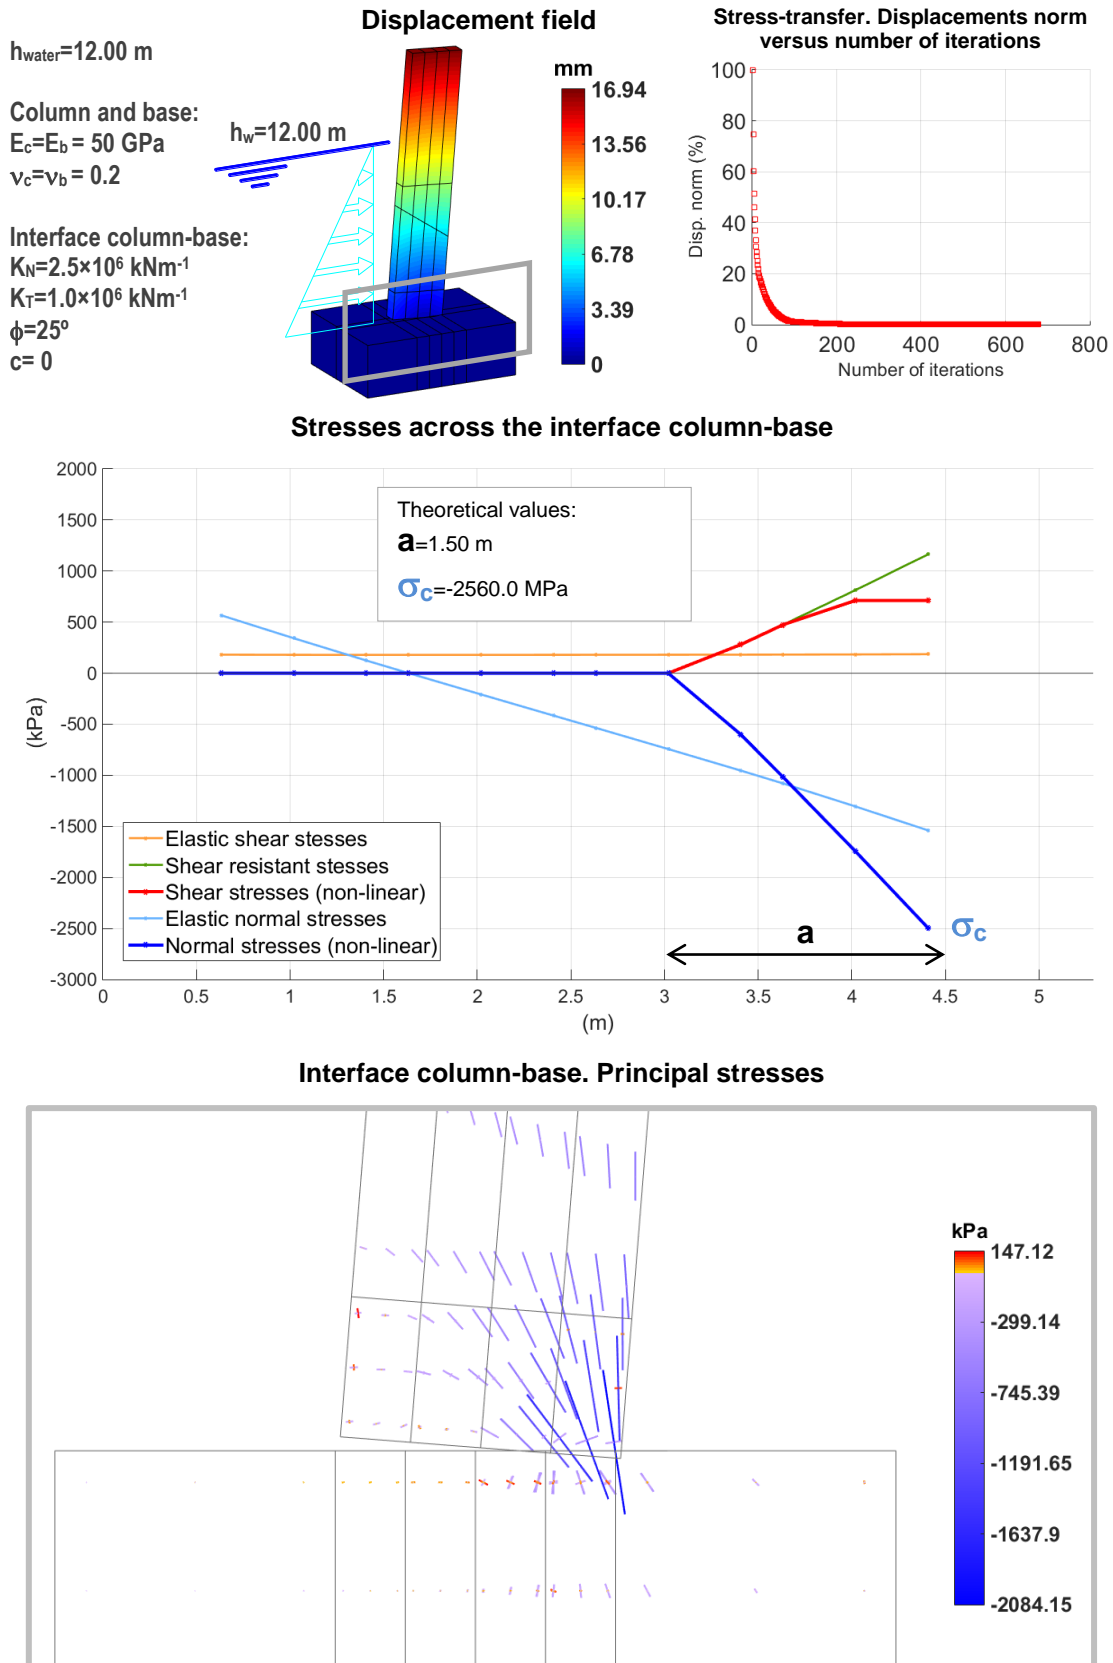 Displacement field
Stress-transfer. Displacements norm
versus number of iterations
hwater=12.00 m
Column and base:
Ec=Eb = 50 GPa
νc=νb = 0.2
Interface column-base:
KN=2.5×10⁶ kNm⁻¹
KT=1.0×10⁶ kNm⁻¹
ϕ=25º
c= 0
hw=12.00 m
mm
16.94
13.56
10.17
6.78
3.39
0
Disp. norm (%)
100
80
60
40
20
0
0 200 400 600 800
Number of iterations
Stresses across the interface column-base
(kPa)
2000
1500
1000
500
0
-500
-1000
-1500
-2000
-2500
-3000
Theoretical values:
a=1.50 m
σc=-2560.0 MPa
Elastic shear stesses
Shear resistant stesses
Shear stresses (non-linear)
Elastic normal stresses
Normal stresses (non-linear)
a
σc
0 0.5 1 1.5 2 2.5 3 3.5 4 4.5 5
(m)
Interface column-base. Principal stresses
kPa
147.12
-299.14
-745.39
-1191.65
-1637.9
-2084.15